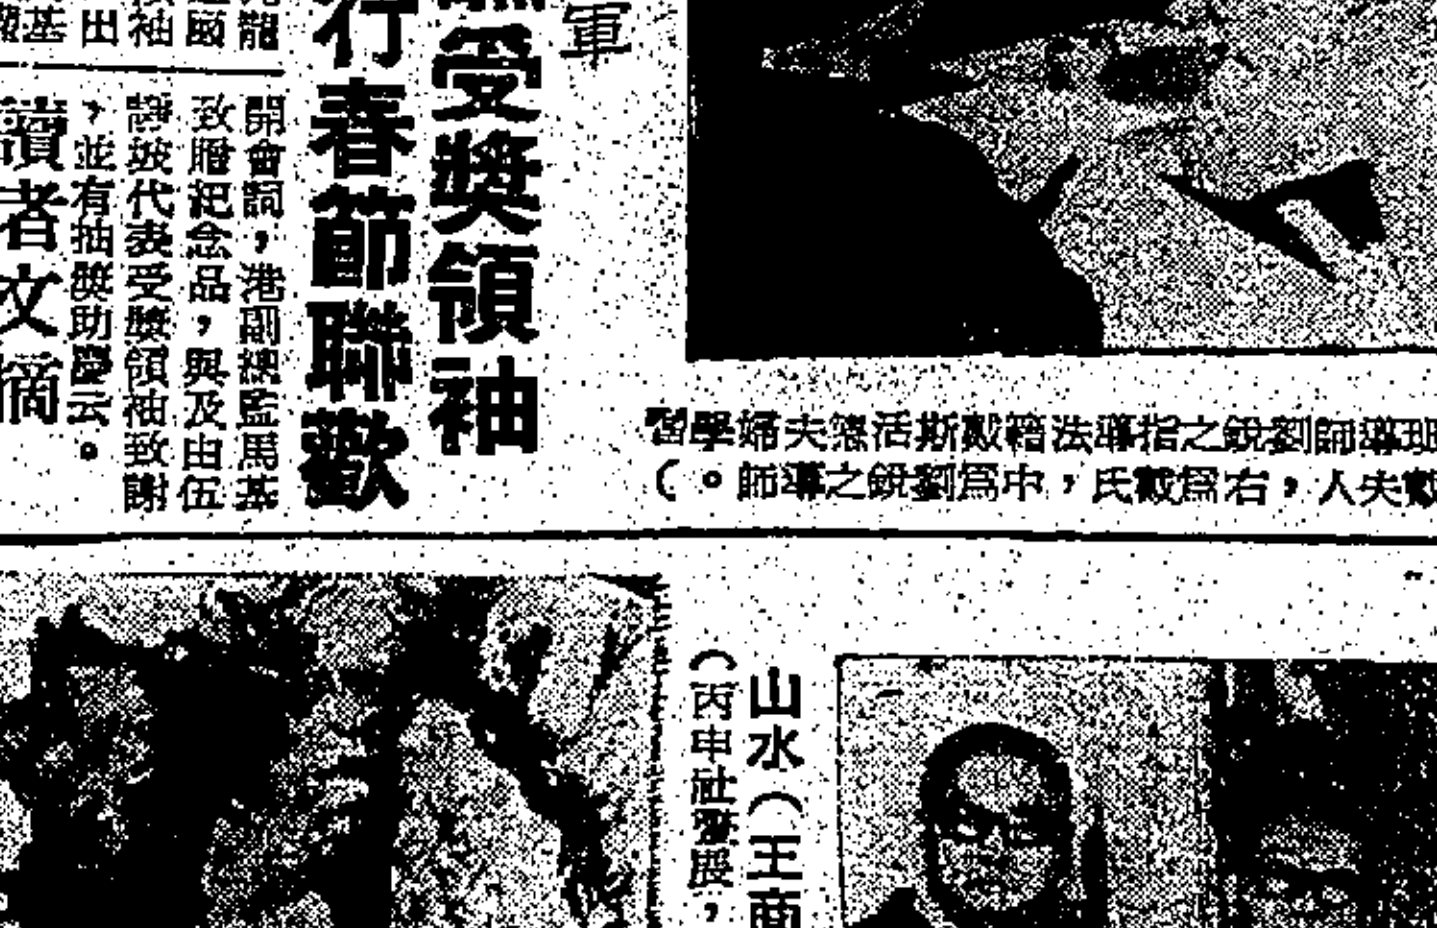 軍
受獎領袖
行春節聯歡
開會詞，港副總監馬基
致贈紀念品，與及由伍
靜坡代表受獎領袖致謝
，並有抽獎助慶云。
讀者文摘
班導師劉銳之指導法籍戴斯活懣夫婦學習
戴夫人，右爲戴氏，中爲劉銳之導師。（
山水（王商
（丙申社藝展，